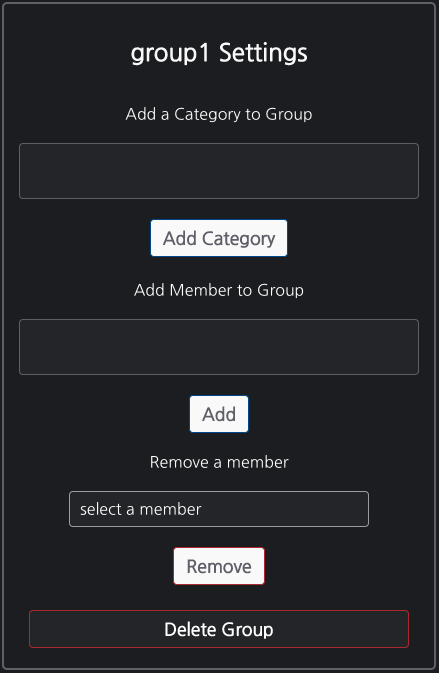 group1 Settings
Add a Category to Group
Add Category
Add Member to Group
Add
Remove a member
select a member
Remove
Delete Group